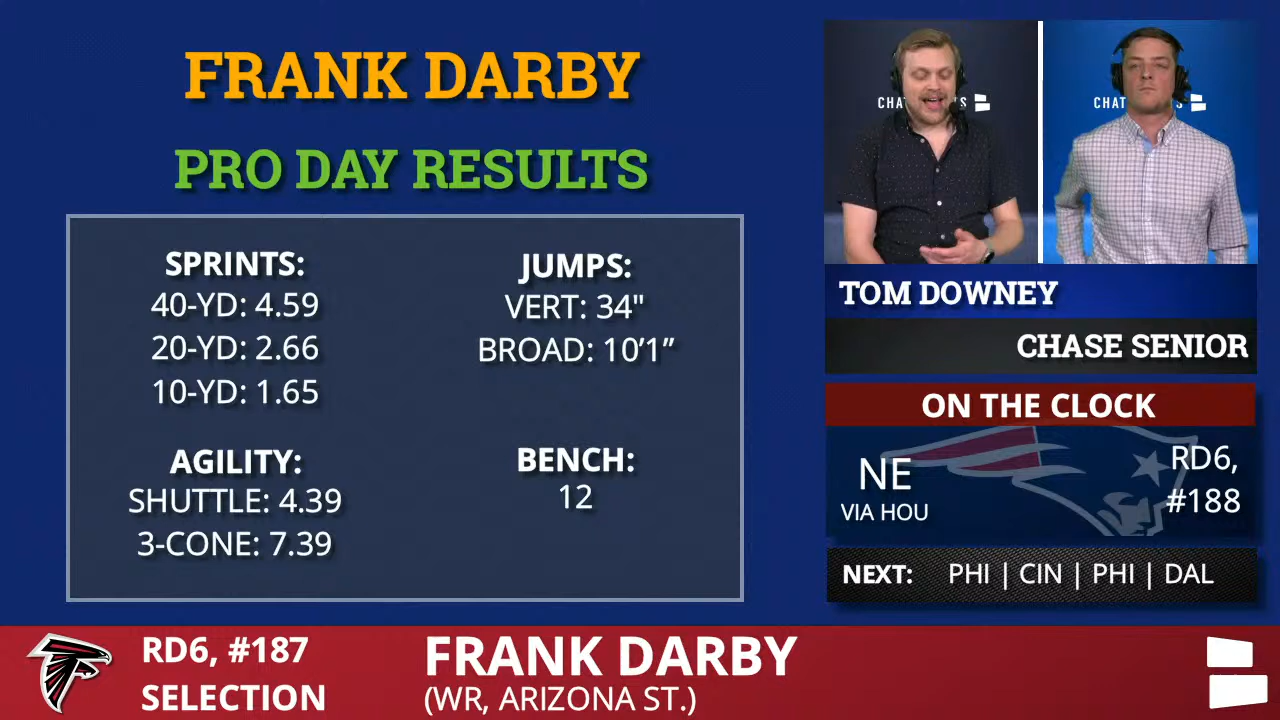 FRANK DARBY
PRO DAY RESULTS
SPRINTS:
40-YD: 4.59
20-YD: 2.66
10-YD: 1.65
JUMPS:
VERT: 34"
BROAD: 10’1”
AGILITY:
SHUTTLE: 4.39
3-CONE: 7.39
BENCH:
12
CHAT
S
CHAT
S
TOM DOWNEY
CHASE SENIOR
ON THE CLOCK
NE
VIA HOU
RD6,
#188
NEXT: PHI | CIN | PHI | DAL
RD6, #187
SELECTION
FRANK DARBY
(WR, ARIZONA ST.)